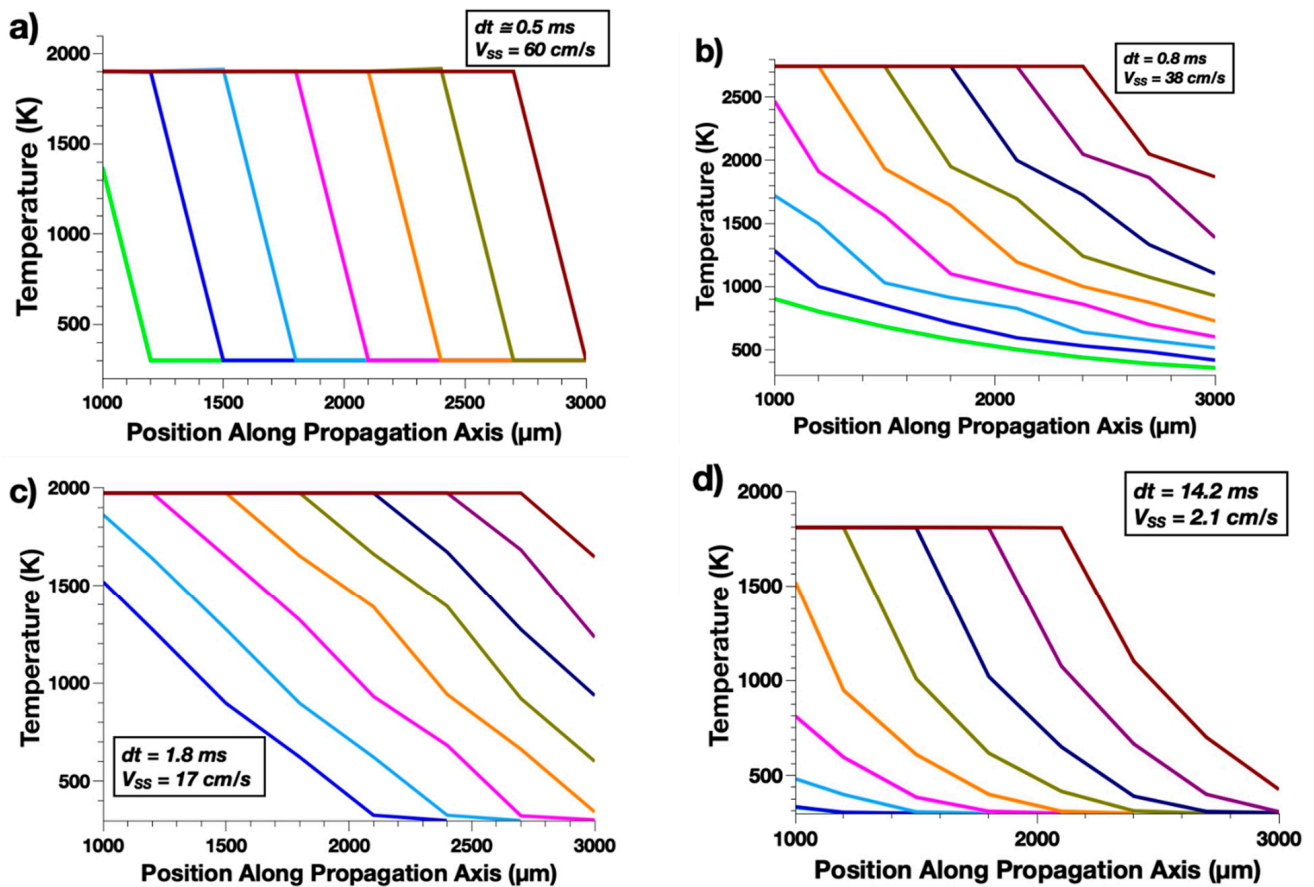 a)
dt ≅ 0.5 ms
VSS = 60 cm/s
2000
1500
1000
500
Temperature (K)
1000
1500
2000
2500
3000
Position Along Propagation Axis (µm)
b)
dt = 0.8 ms
VSS = 38 cm/s
2500
2000
1500
1000
500
Temperature (K)
1000
2000
3000
Position Along Propagation Axis (µm)
c)
2000
1500
1000
500
Temperature (K)
dt = 1.8 ms
VSS = 17 cm/s
1000
1500
2000
2500
3000
Position Along Propagation Axis (µm)
d)
dt = 14.2 ms
VSS = 2.1 cm/s
2000
1500
1000
500
Temperature (K)
1000
2000
3000
Position Along Propagation Axis (µm)